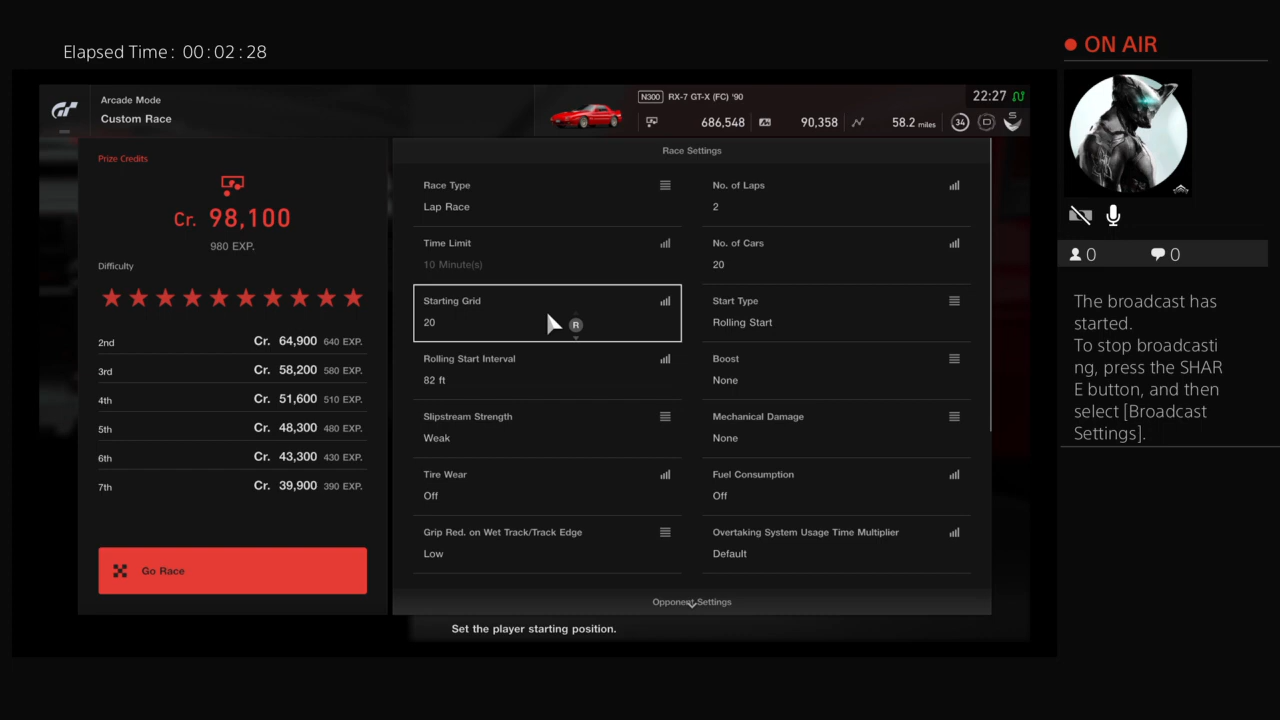 Elapsed Time: 00:02:28
ON AIR
Arcade Mode
Custom Race
N300 RX-7 GT-X (FC) '90
22:27
686,548
90,358
58.2 miles
34
S
Prize Credits
Cr. 98,100
980 EXP.
Difficulty
2nd Cr. 64,900 640 EXP.
3rd Cr. 58,200 580 EXP.
4th Cr. 51,600 510 EXP.
5th Cr. 48,300 480 EXP.
6th Cr. 43,300 430 EXP.
7th Cr. 39,900 390 EXP.
Go Race
Race Settings
Race Type
Lap Race
No. of Laps
2
Time Limit
10 Minute(s)
No. of Cars
20
Starting Grid
20
R
Start Type
Rolling Start
Rolling Start Interval
82 ft
Boost
None
Slipstream Strength
Weak
Mechanical Damage
None
Tire Wear
Off
Fuel Consumption
Off
Grip Red. on Wet Track/Track Edge
Low
Overtaking System Usage Time Multiplier
Default
Opponent Settings
Set the player starting position.
0 0
The broadcast has
started.
To stop broadcasti
ng, press the SHAR
E button, and then
select [Broadcast
Settings].